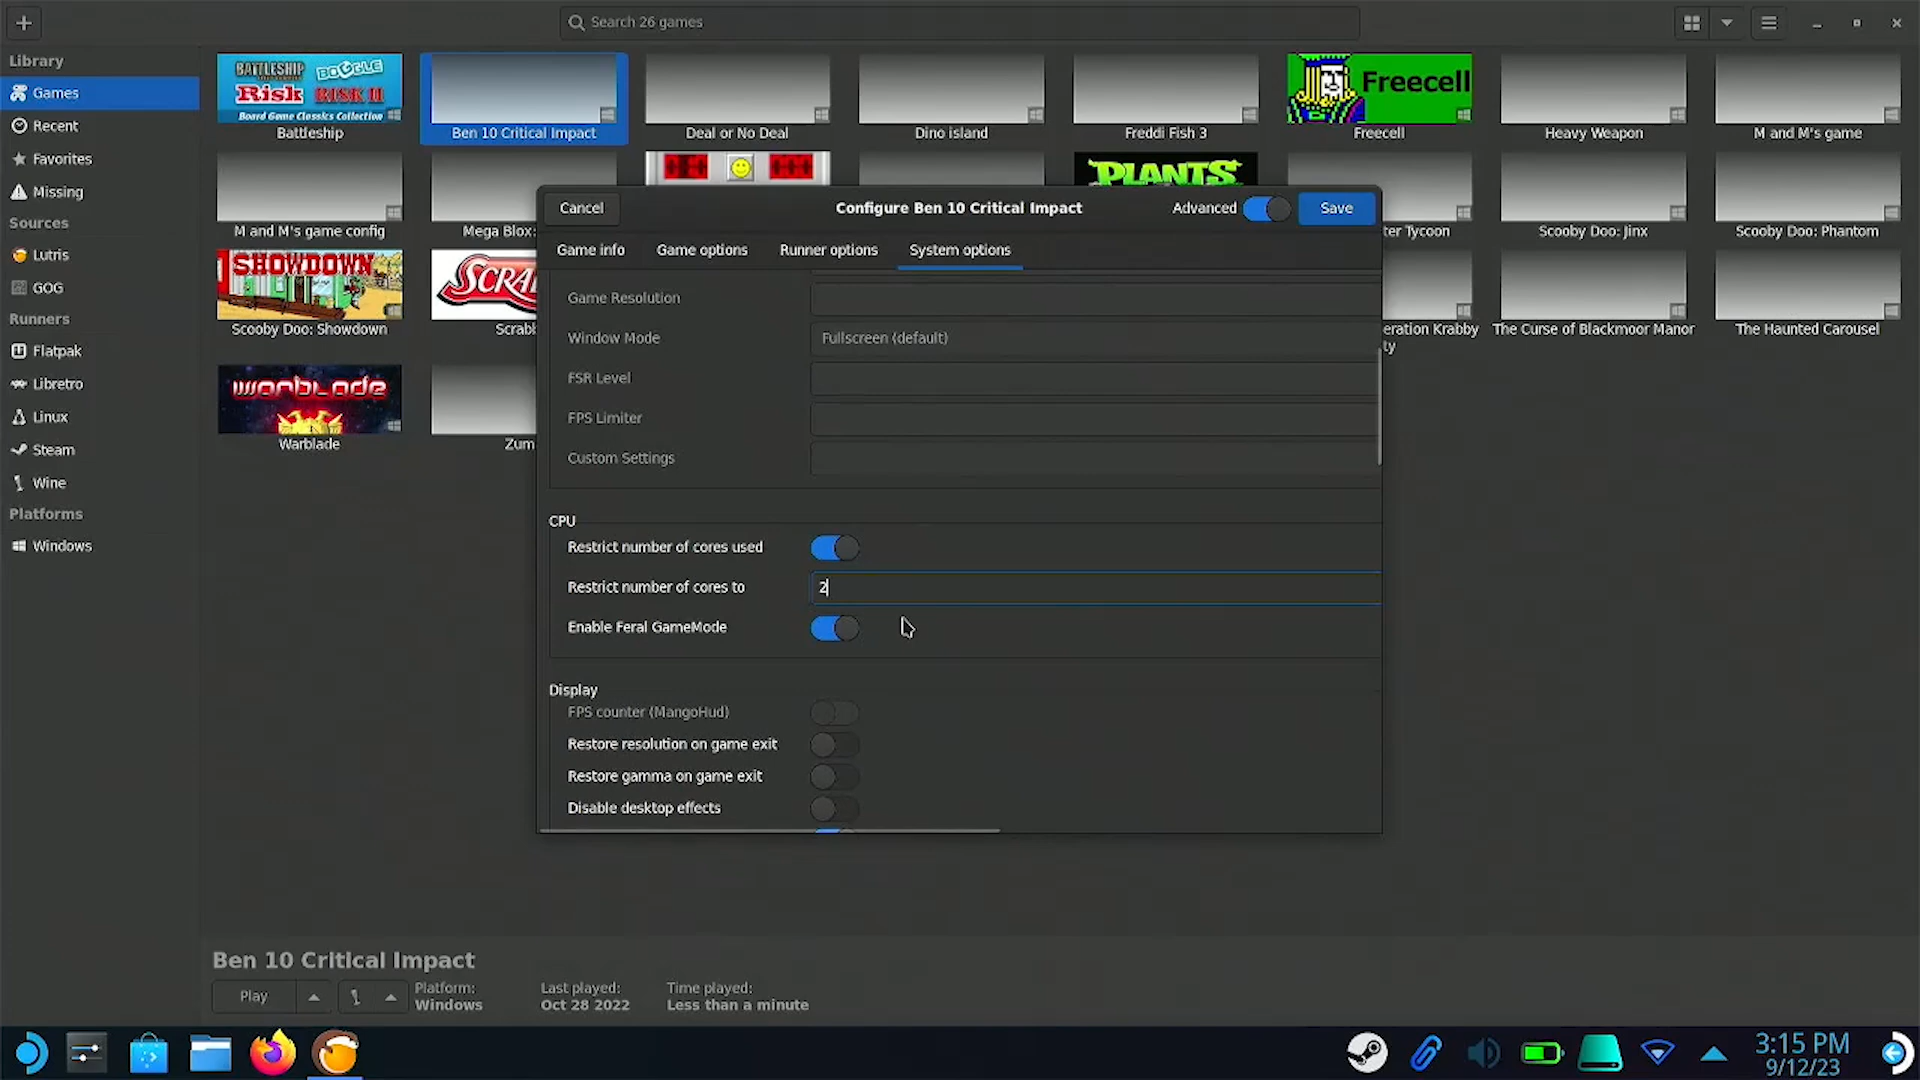 Search 26 games
Library
Games
Recent
Favorites
Missing
Sources
Lutris
GOG
Runners
Flatpak
Libretro
Linux
Steam
Wine
Platforms
Windows
BATTLESHIP BOGGLE
Risk RISK II
Board Game Classics Collection
Battleship
Ben 10 Critical Impact
Deal or No Deal
Dino island
Freddi Fish 3
Freecell
Freecell
Heavy Weapon
M and M's game
PLANTS
M and M's game config
Mega Blox:
ter Tycoon
Scooby Doo: Jinx
Scooby Doo: Phantom
SHOWDOWN
SCRA
Scooby Doo: Showdown
Scrabb
eration Krabby
ty
The Curse of Blackmoor Manor
The Haunted Carousel
warblade
Warblade
Zum
Cancel
Configure Ben 10 Critical Impact
Advanced
Save
Game info
Game options
Runner options
System options
Game Resolution
Window Mode
Fullscreen (default)
FSR Level
FPS Limiter
Custom Settings
CPU
Restrict number of cores used
Restrict number of cores to
2
Enable Feral GameMode
Display
FPS counter (MangoHud)
Restore resolution on game exit
Restore gamma on game exit
Disable desktop effects
Ben 10 Critical Impact
Play
Platform:
Windows
Last played:
Oct 28 2022
Time played:
Less than a minute
3:15 PM
9/12/23